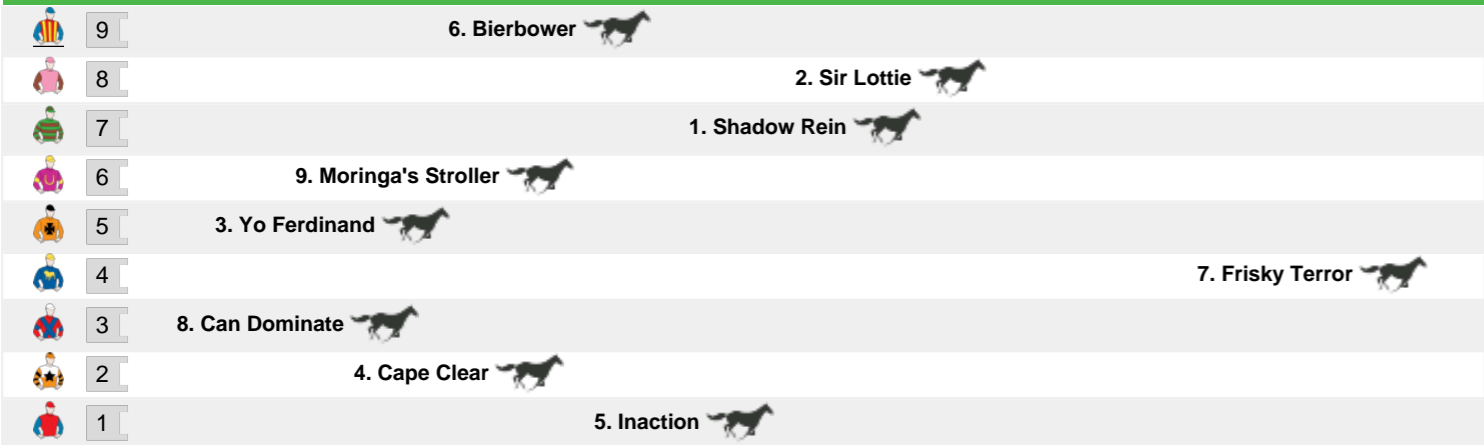 9 6. Bierbower
8 2. Sir Lottie
7 1. Shadow Rein
6 9. Moringa's Stroller
5 3. Yo Ferdinand
4 7. Frisky Terror
3 8. Can Dominate
2 4. Cape Clear
1 5. Inaction